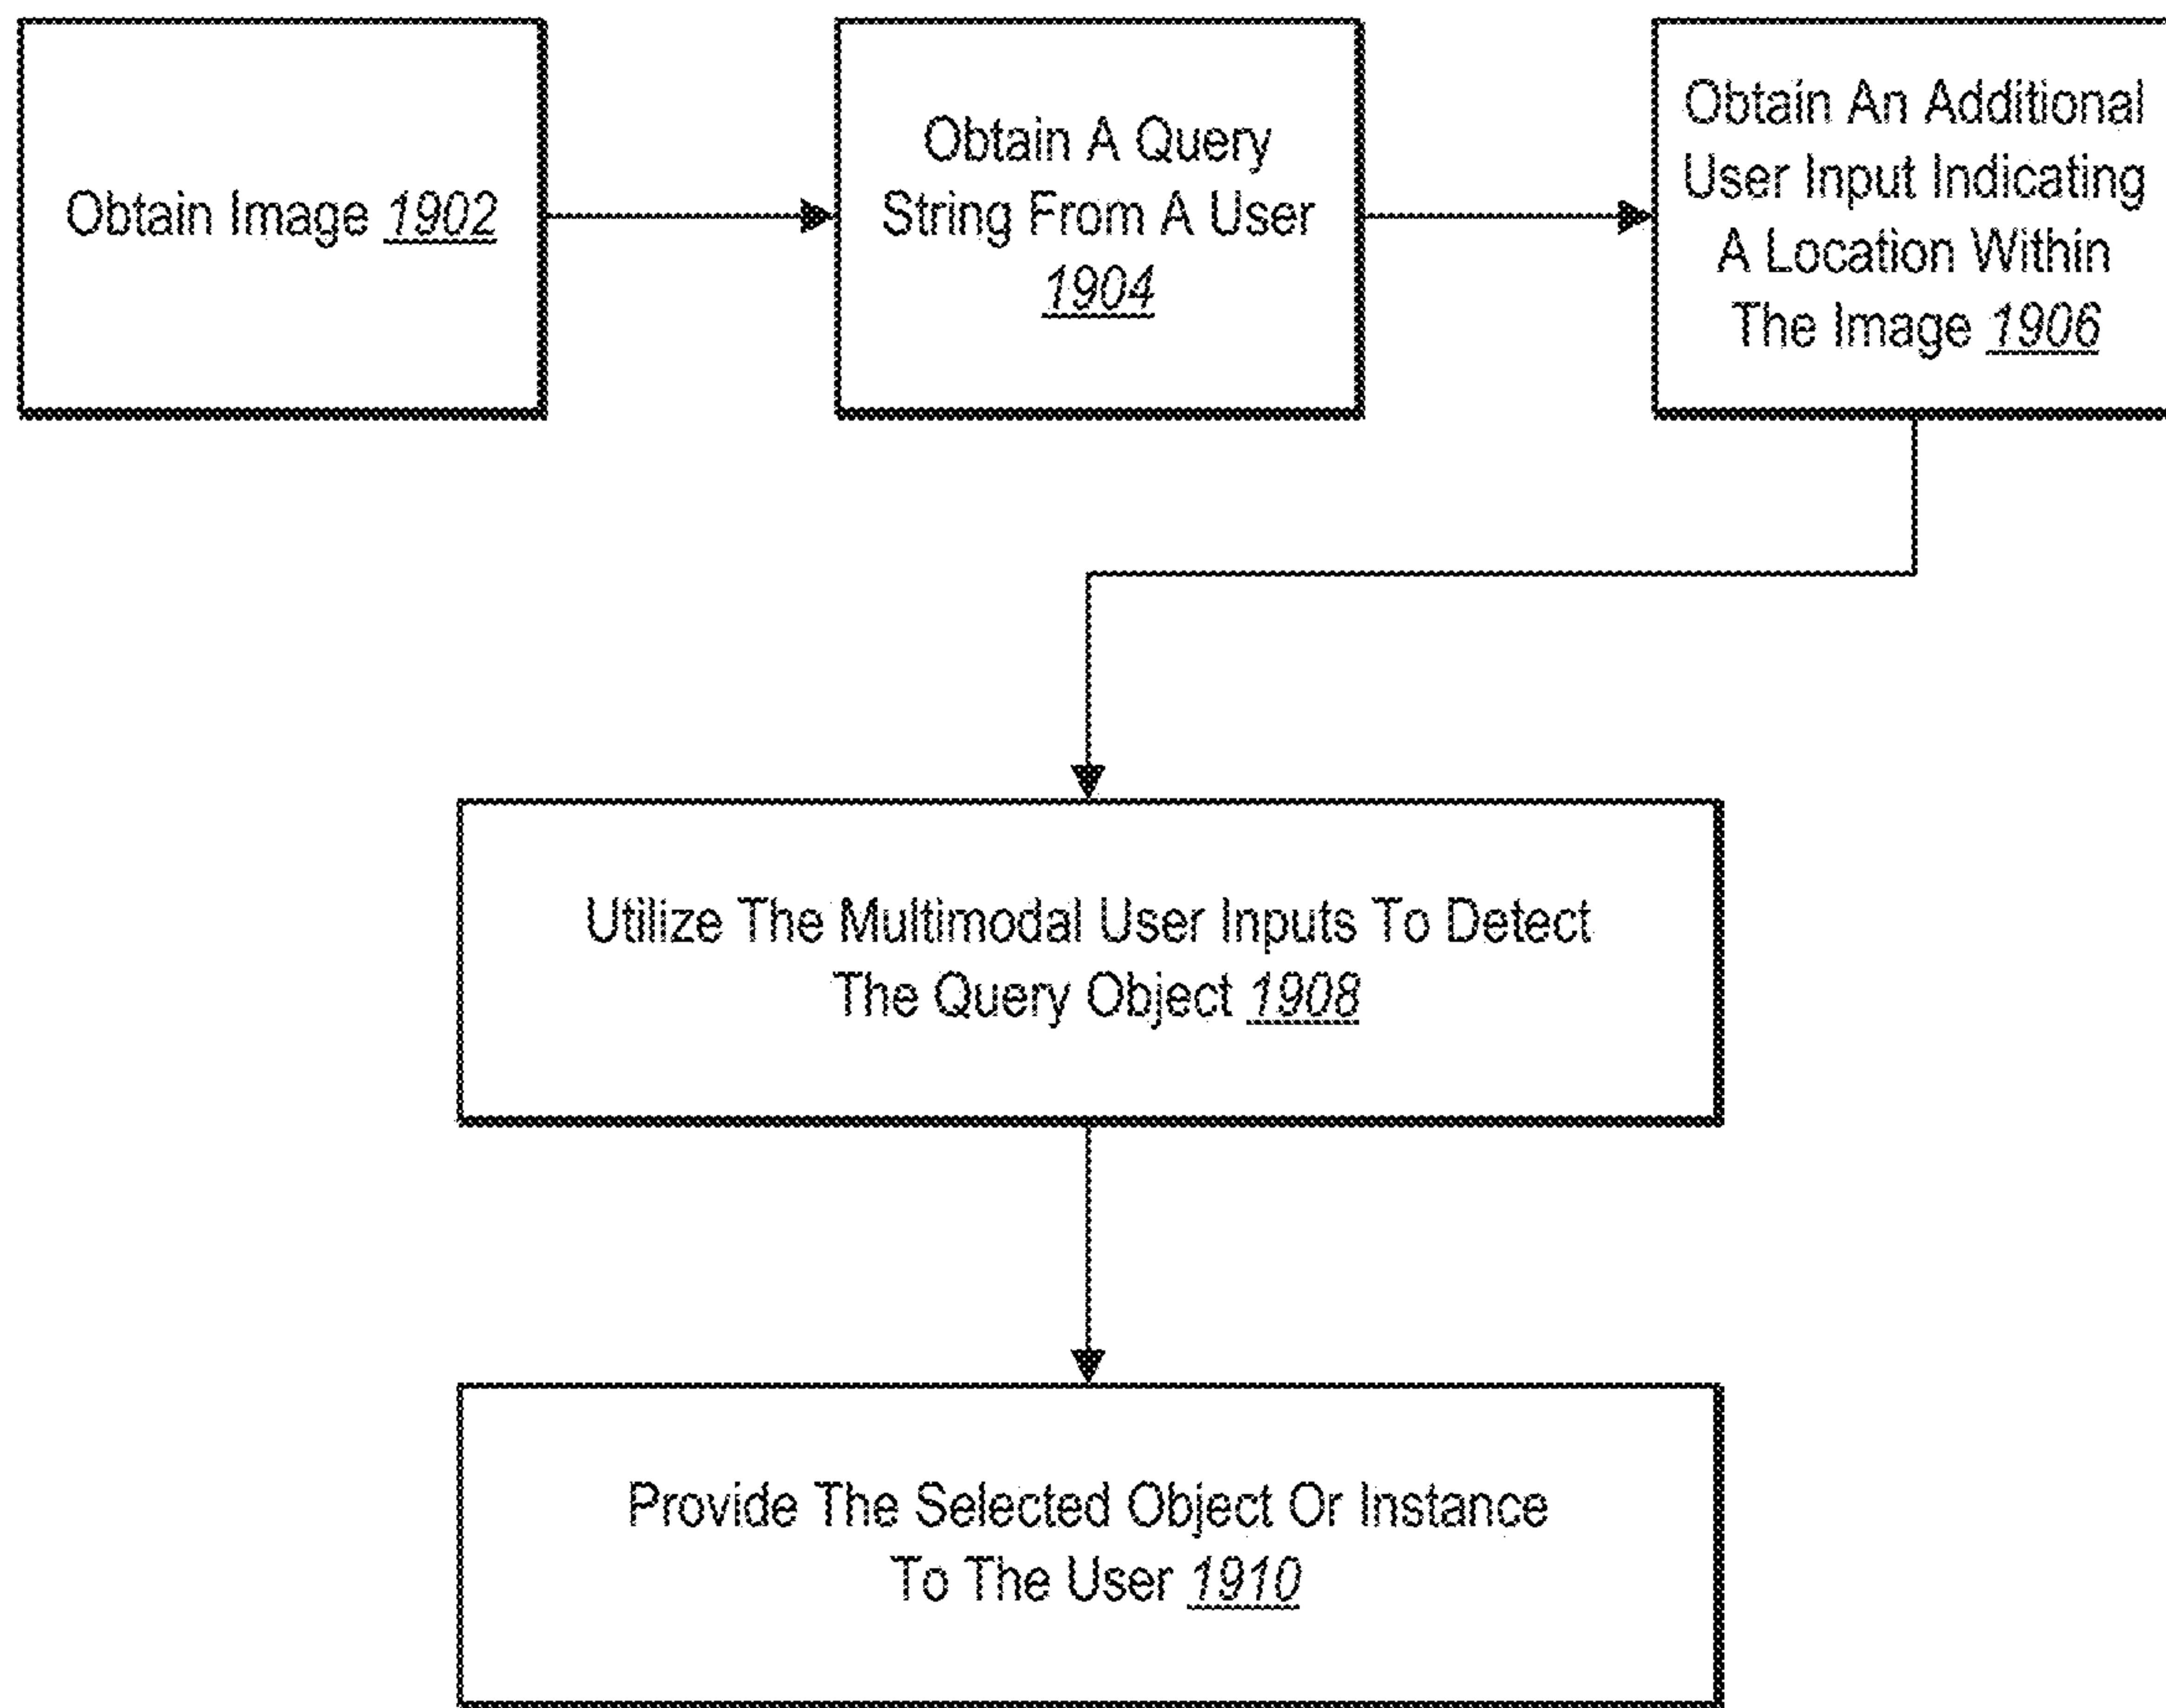 Obtain Image 1902
Obtain A Query
String From A User
1904
Obtain An Additional
User Input Indicating
A Location Within
The Image 1906
Utilize The Multimodal User Inputs To Detect
The Query Object 1908
Provide The Selected Object Or Instance
To The User 1910